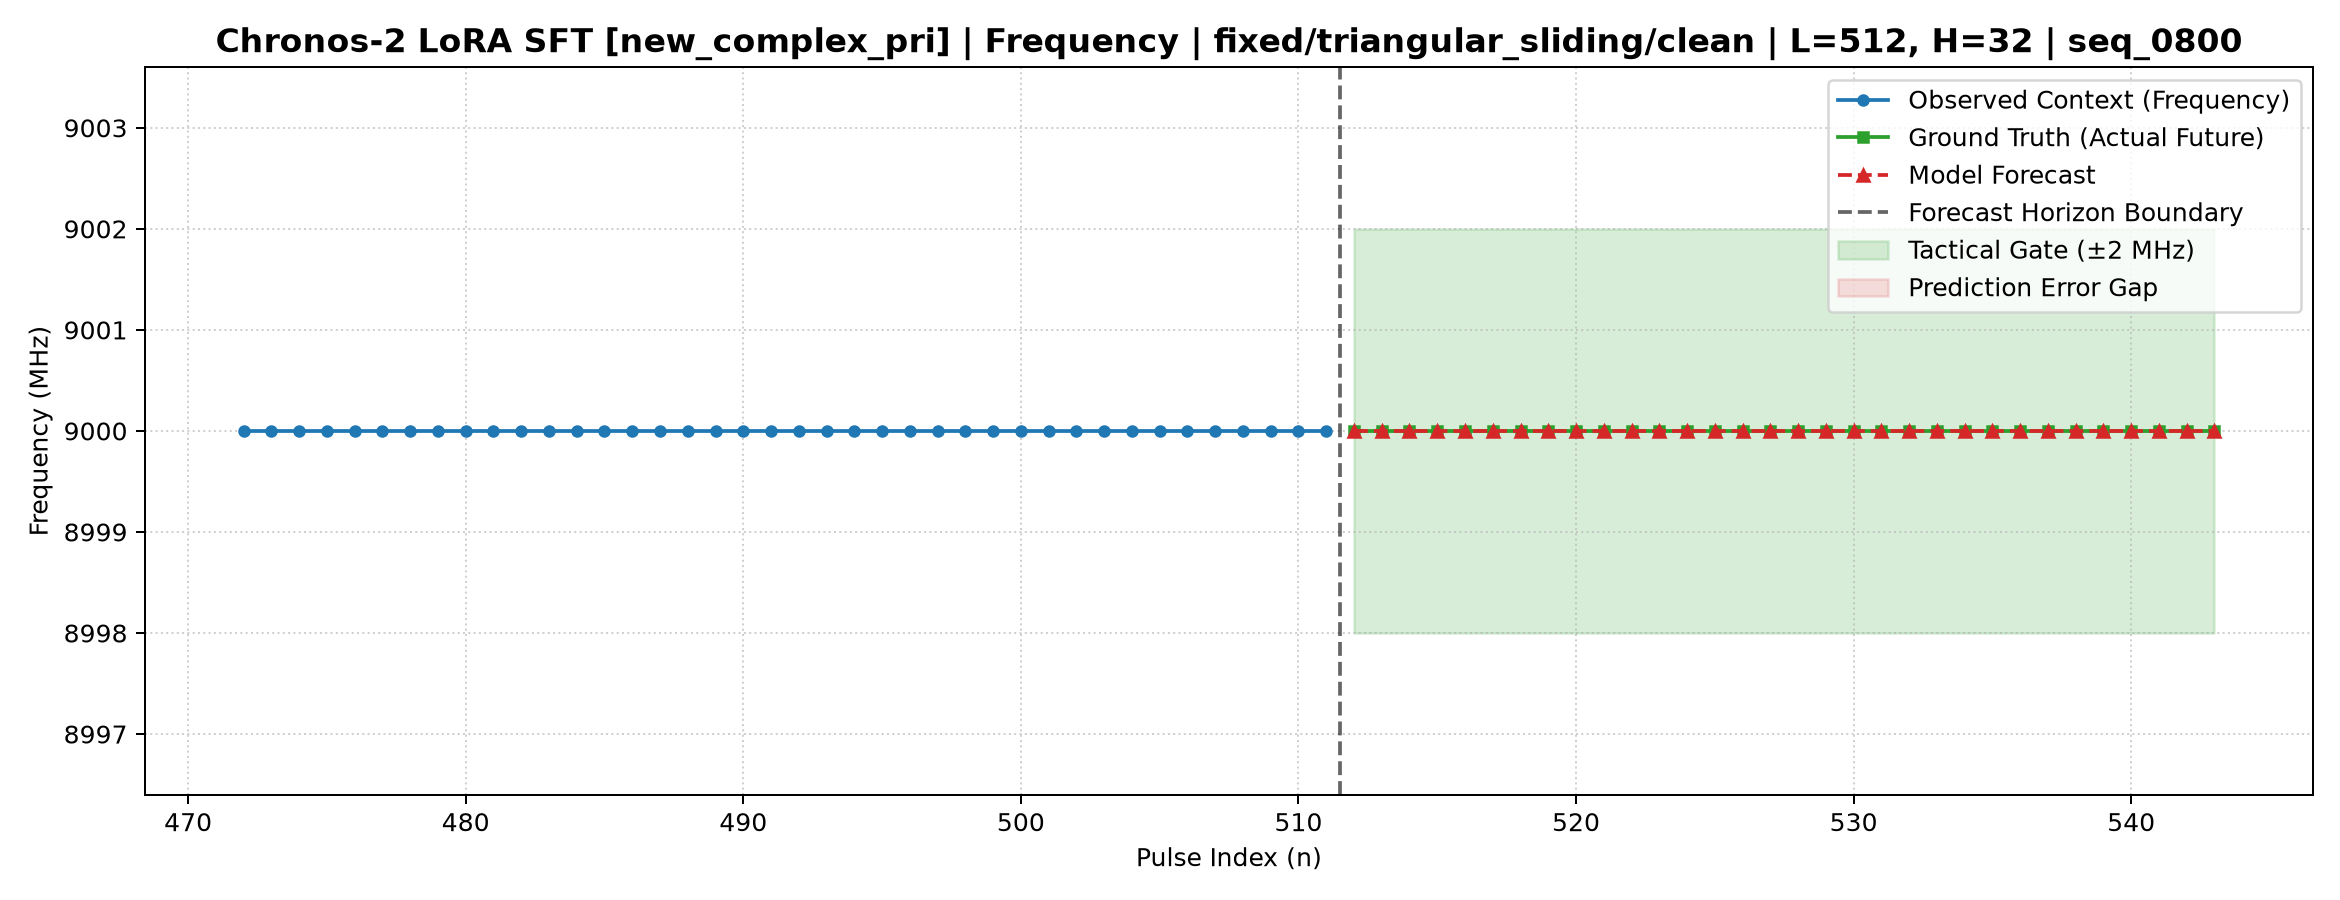 Chronos-2 LoRA SFT [new_complex_pri] | Frequency | fixed/triangular_sliding/clean | L=512, H=32 | seq_0800
Observed Context (Frequency)
Ground Truth (Actual Future)
Model Forecast
Forecast Horizon Boundary
Tactical Gate (±2 MHz)
Prediction Error Gap
Frequency (MHz)
9003
9002
9001
9000
8999
8998
8997
470 480 490 500 510 520 530 540
Pulse Index (n)